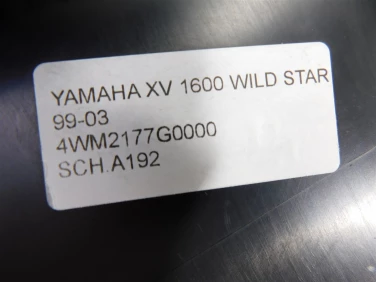 YAMAHA XV 1600 WILD STAR
99-03
4WM2177G0000
SCH.A192